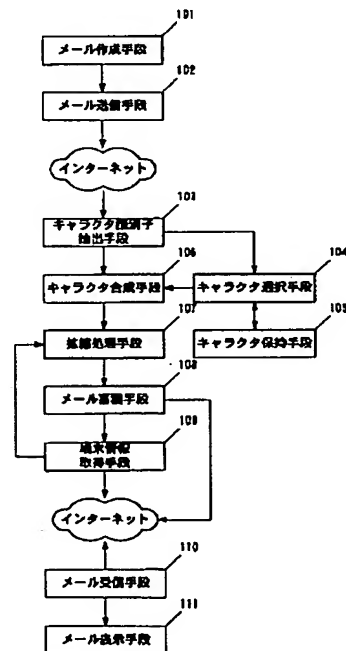 101
メール作成手段
102
メール送信手段
インターネット
103
キャラクタ識別子
抽出手段
106
キャラクタ合成手段
104
キャラクタ選択手段
107
拡縮処理手段
105
キャラクタ保持手段
108
メール蓄積手段
109
端末情報
取得手段
インターネット
110
メール受信手段
111
メール表示手段